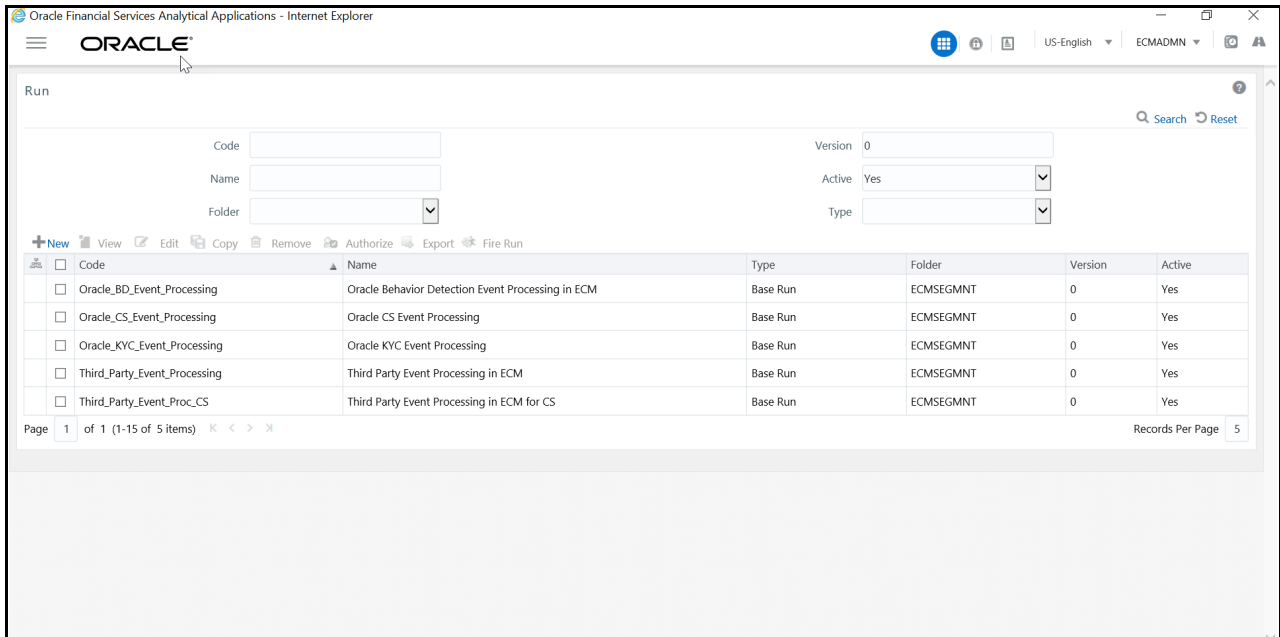 Oracle Financial Services Analytical Applications - Internet Explorer
ORACLE® US-English ECMADMN
Run
Search Reset
Code Version 0
Name Active Yes
Folder Type
New View Edit Copy Remove Authorize Export Fire Run
Code Name Type Folder Version Active
Oracle_BD_Event_Processing Oracle Behavior Detection Event Processing in ECM Base Run ECMSEGMNT 0 Yes
Oracle_CS_Event_Processing Oracle CS Event Processing Base Run ECMSEGMNT 0 Yes
Oracle_KYC_Event_Processing Oracle KYC Event Processing Base Run ECMSEGMNT 0 Yes
Third_Party_Event_Processing Third Party Event Processing in ECM Base Run ECMSEGMNT 0 Yes
Third_Party_Event_Proc_CS Third Party Event Processing in ECM for CS Base Run ECMSEGMNT 0 Yes
Page 1 of 1 (1-15 of 5 items) Records Per Page 5